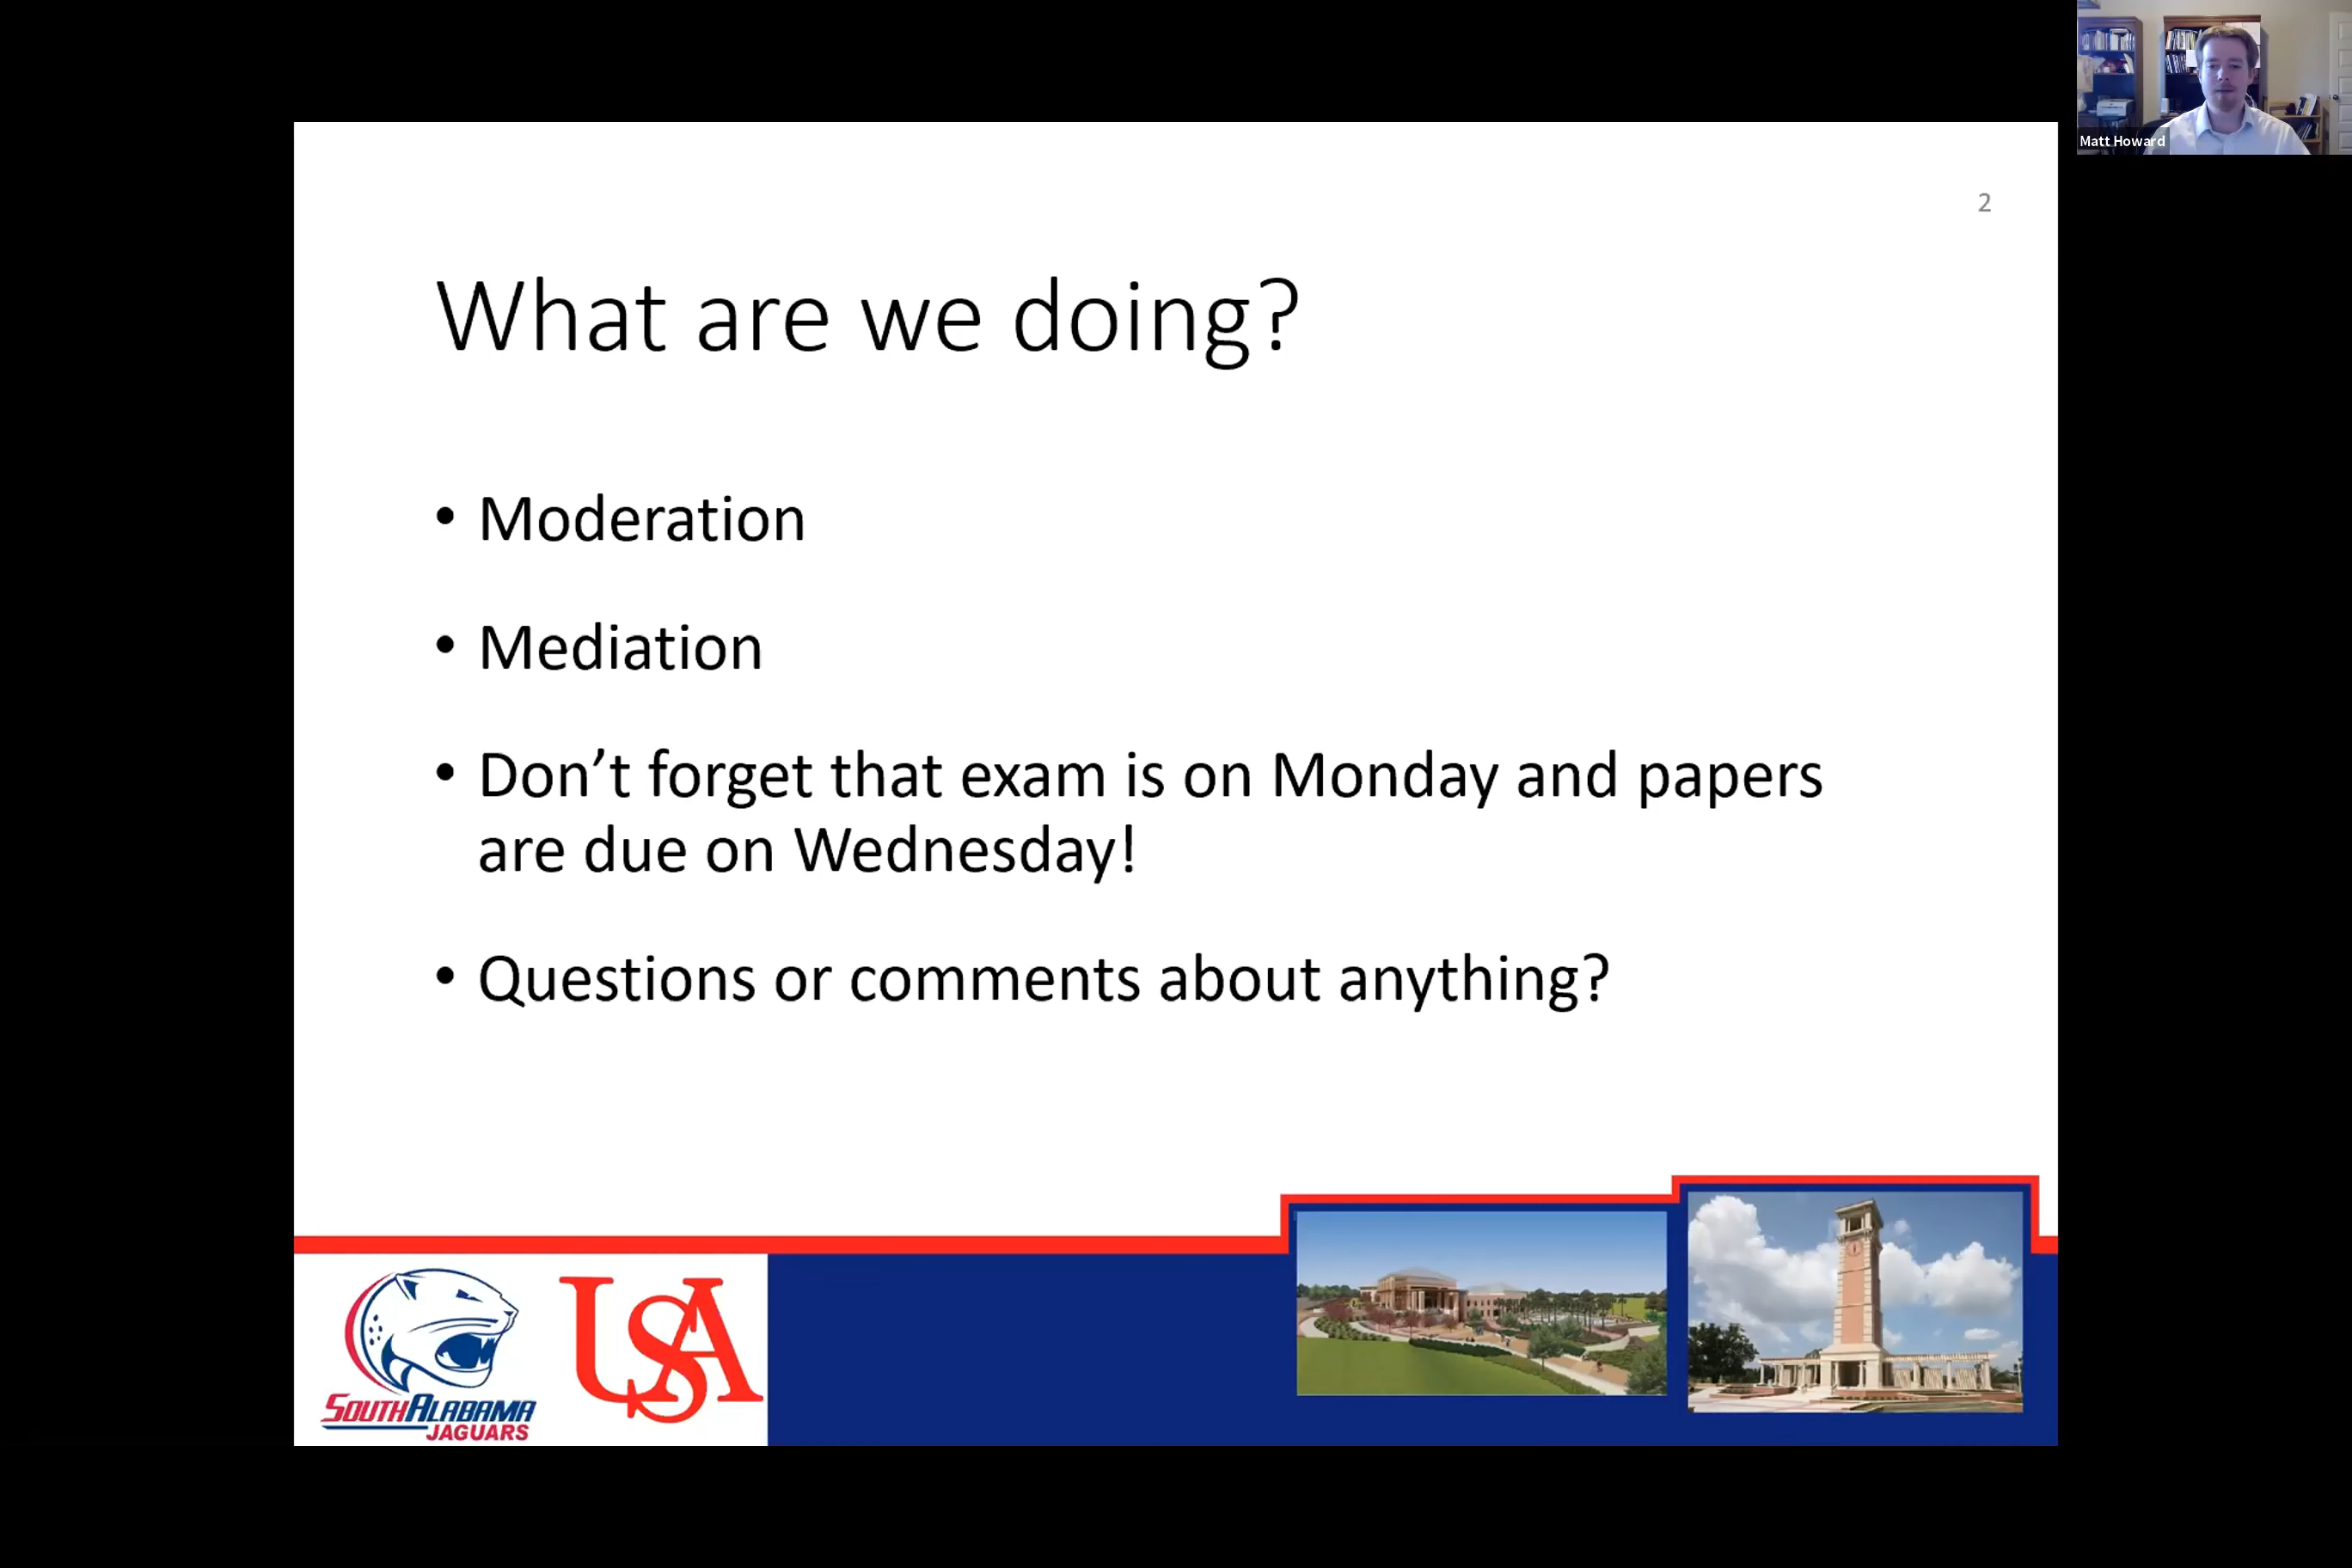 Matt Howard
2
What are we doing?
• Moderation
• Mediation
• Don’t forget that exam is on Monday and papers
are due on Wednesday!
• Questions or comments about anything?
SOUTH ALABAMA
JAGUARS
USA